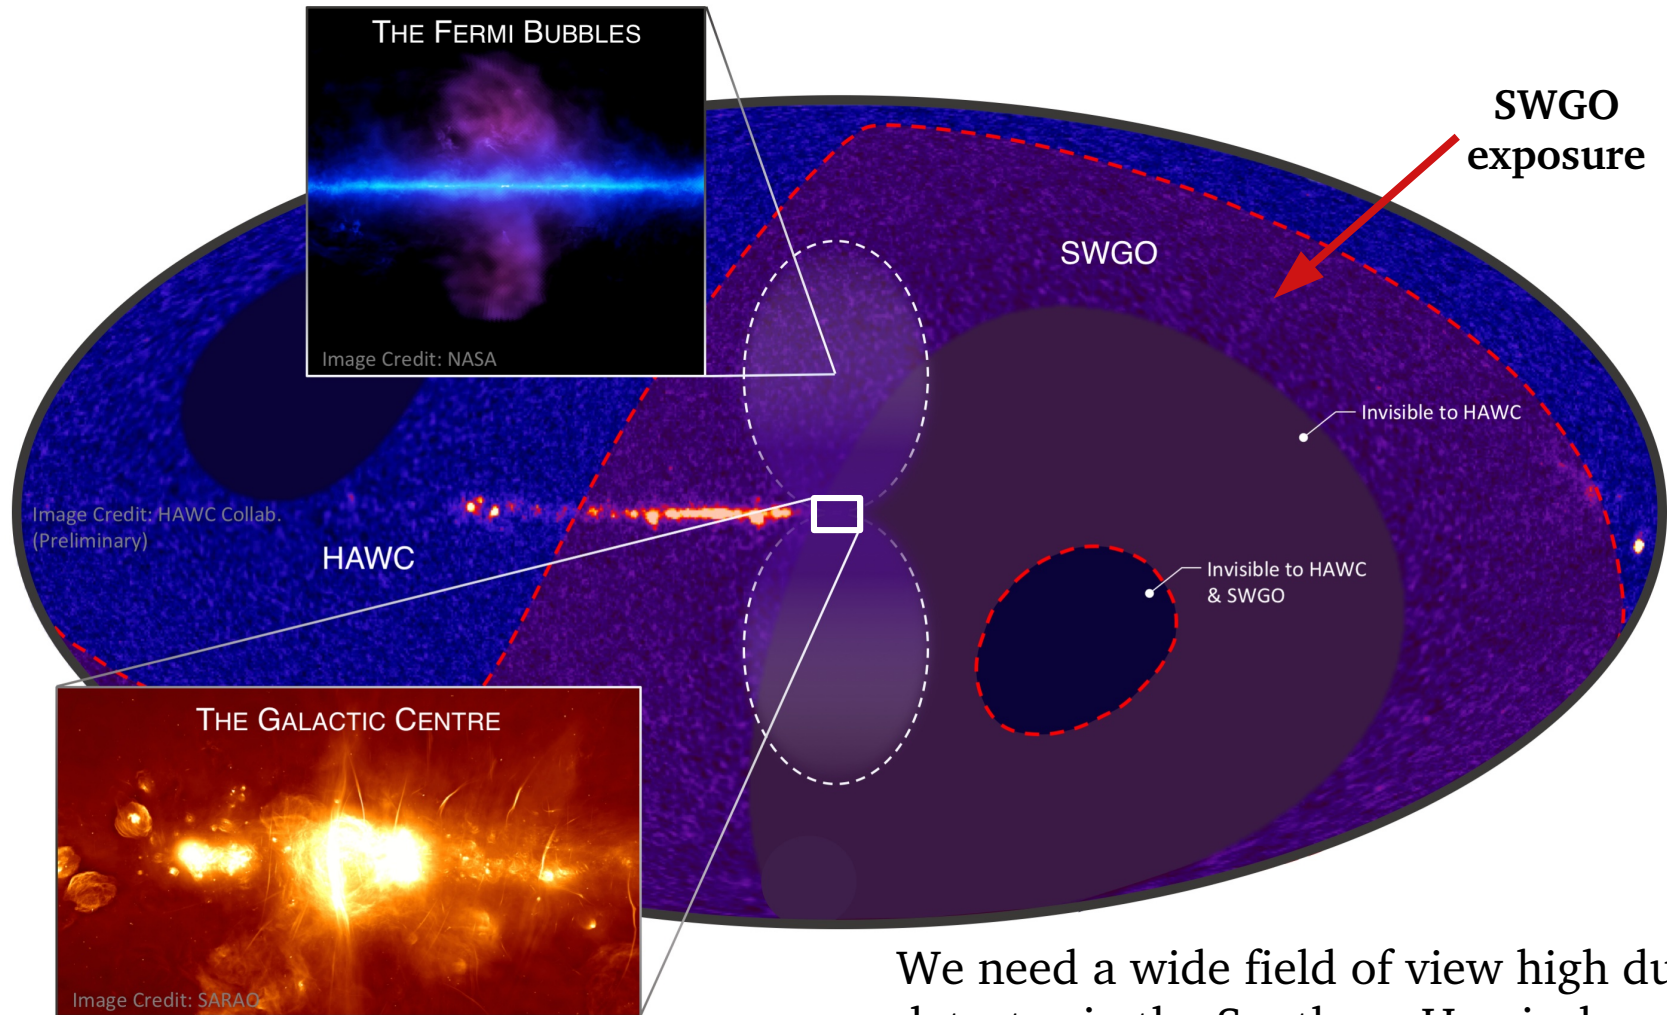 THE FERMI BUBBLES
Image Credit: NASA
SWGO
exposure
SWGO
Invisible to HAWC
Image Credit: HAWC Collab.
(Preliminary)
HAWC
Invisible to HAWC
& SWGO
THE GALACTIC CENTRE
Image Credit: SARAO
We need a wide field of view high du